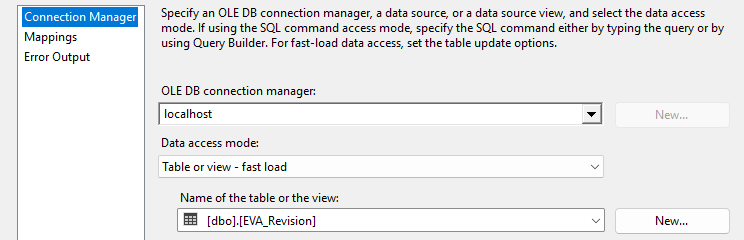 Connection Manager
Mappings
Error Output
Specify an OLE DB connection manager, a data source, or a data source view, and select the data access
mode. If using the SQL command access mode, specify the SQL command either by typing the query or by
using Query Builder. For fast-load data access, set the table update options.
OLE DB connection manager:
localhost
New...
Data access mode:
Table or view - fast load
Name of the table or the view:
[dbo].[EVA_Revision]
New...